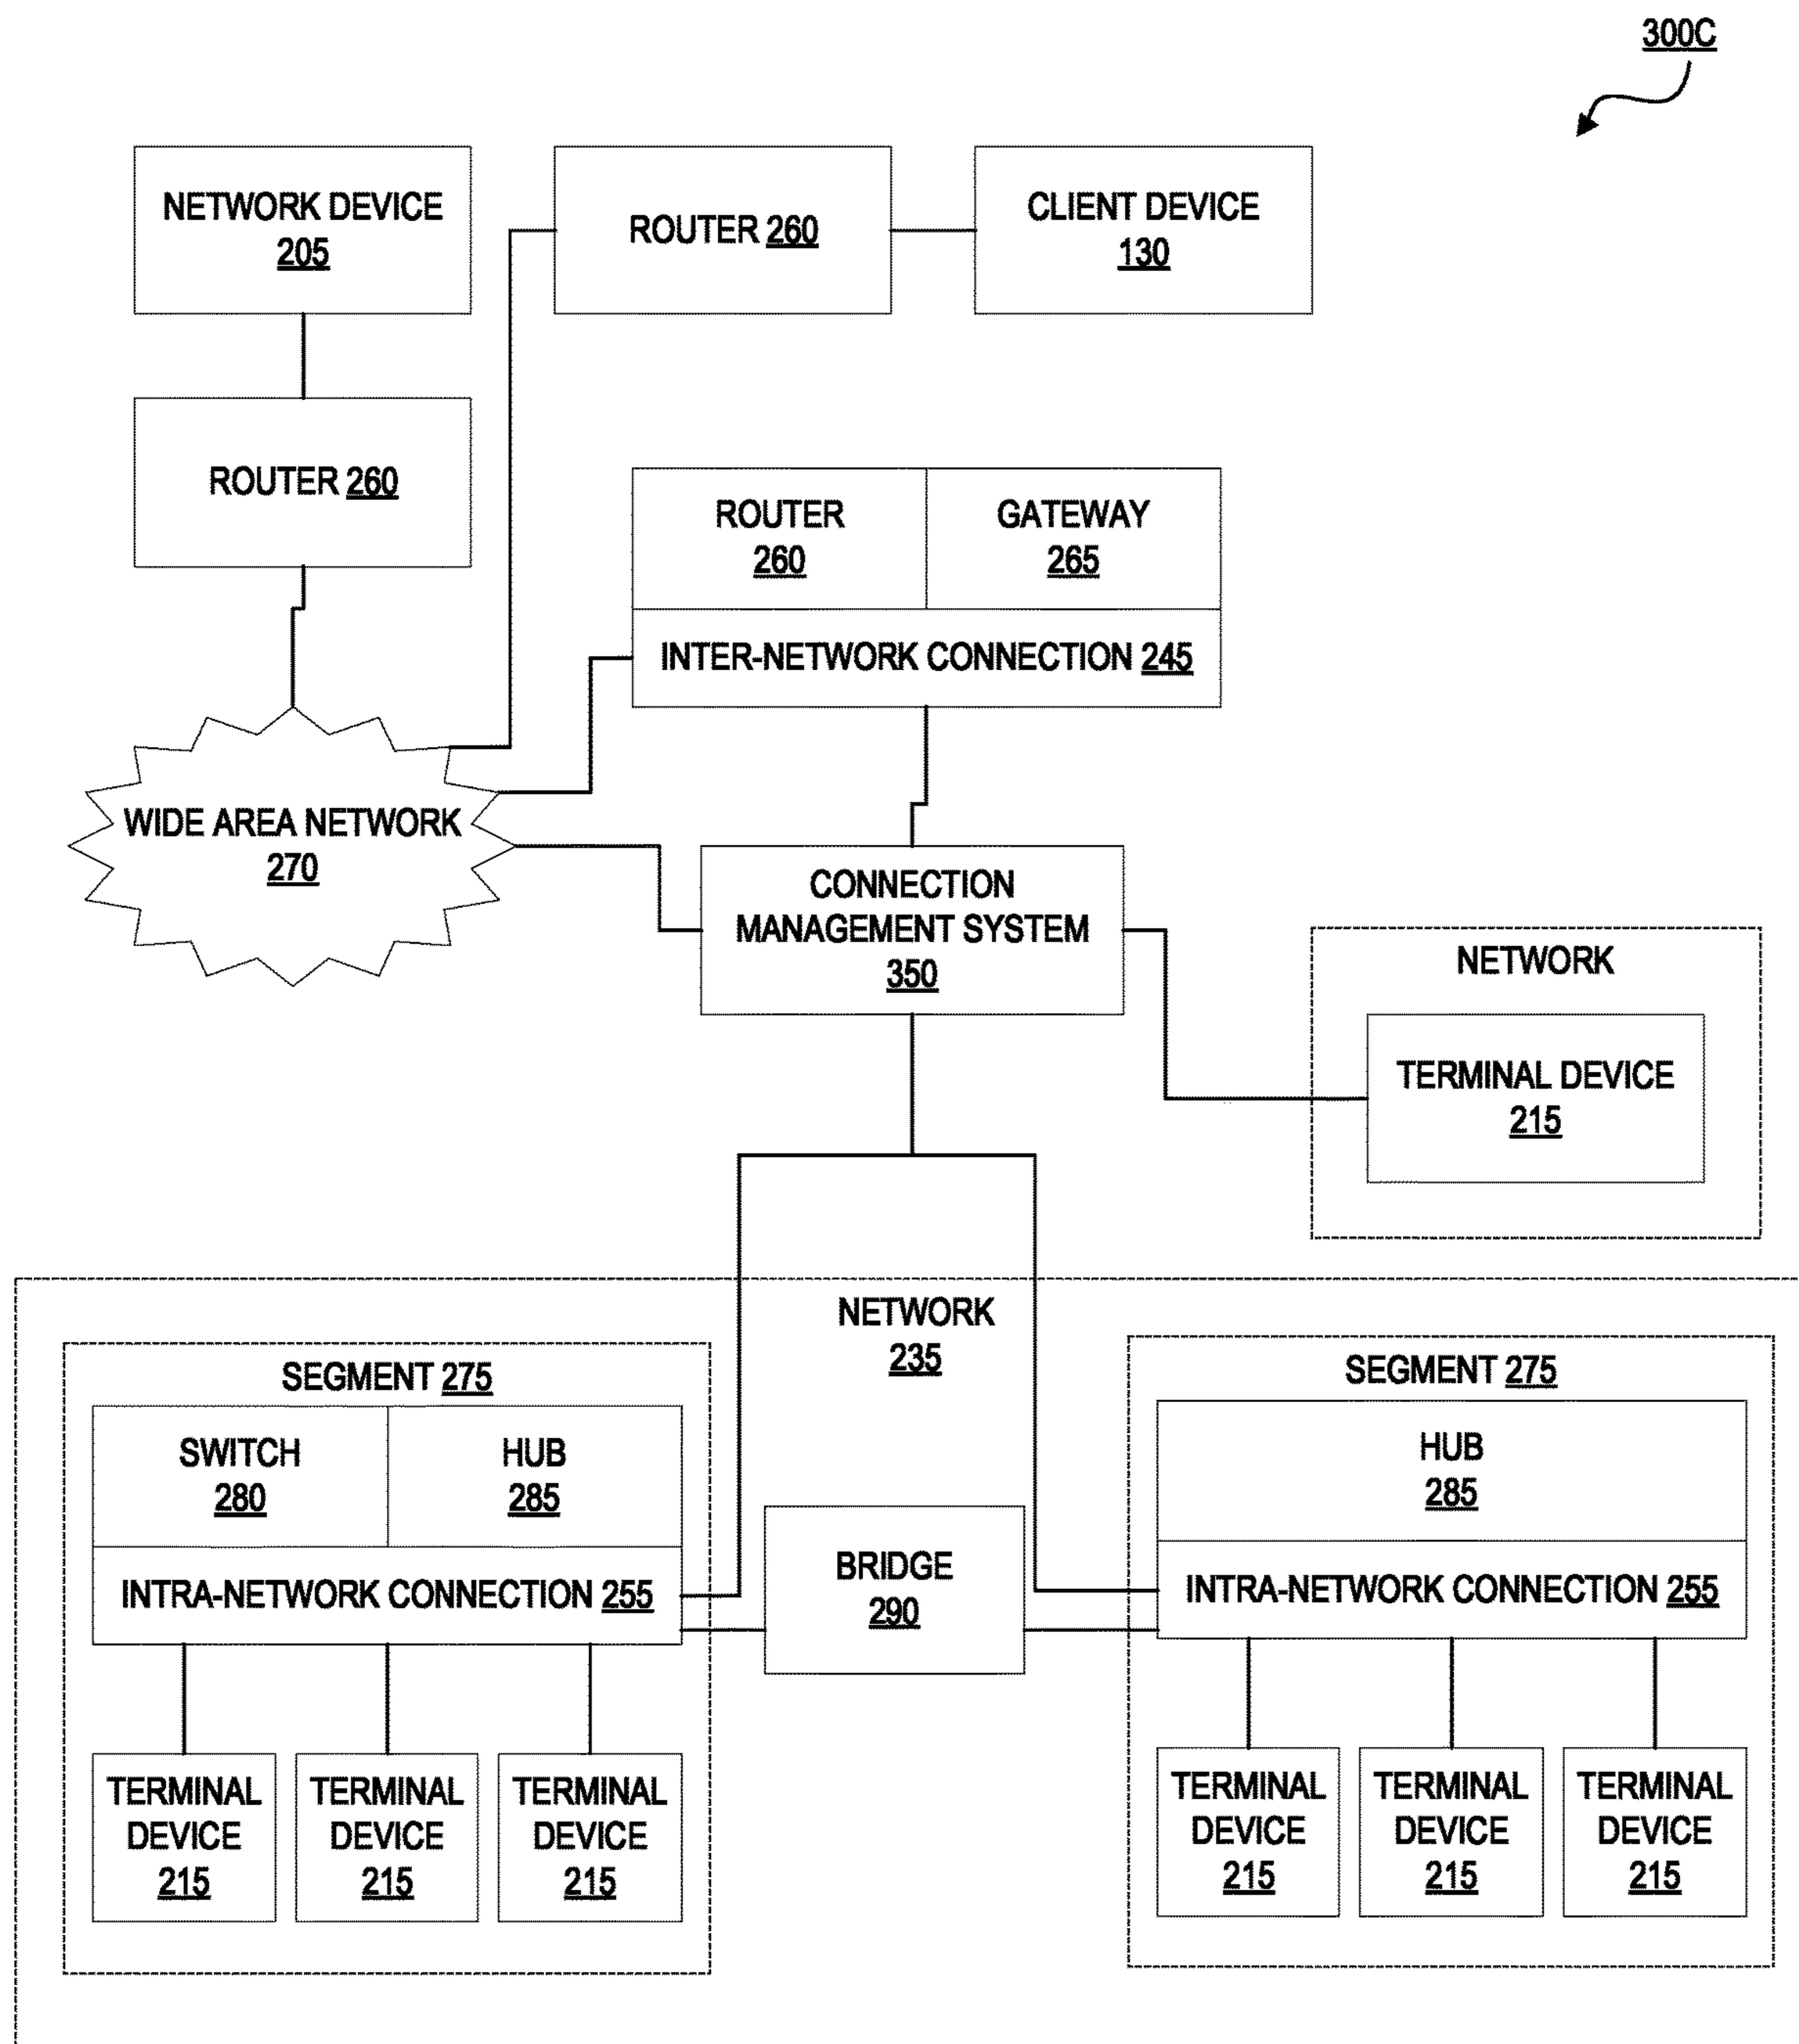 300C
NETWORK DEVICE
205
ROUTER 260
CLIENT DEVICE
130
ROUTER 260
ROUTER
260
GATEWAY
265
INTER-NETWORK CONNECTION 245
WIDE AREA NETWORK
270
CONNECTION
MANAGEMENT SYSTEM
350
NETWORK
TERMINAL DEVICE
215
NETWORK
235
SEGMENT 275
SWITCH
280
HUB
285
INTRA-NETWORK CONNECTION 255
TERMINAL
DEVICE
215
TERMINAL
DEVICE
215
TERMINAL
DEVICE
215
BRIDGE
290
SEGMENT 275
HUB
285
INTRA-NETWORK CONNECTION 255
TERMINAL
DEVICE
215
TERMINAL
DEVICE
215
TERMINAL
DEVICE
215